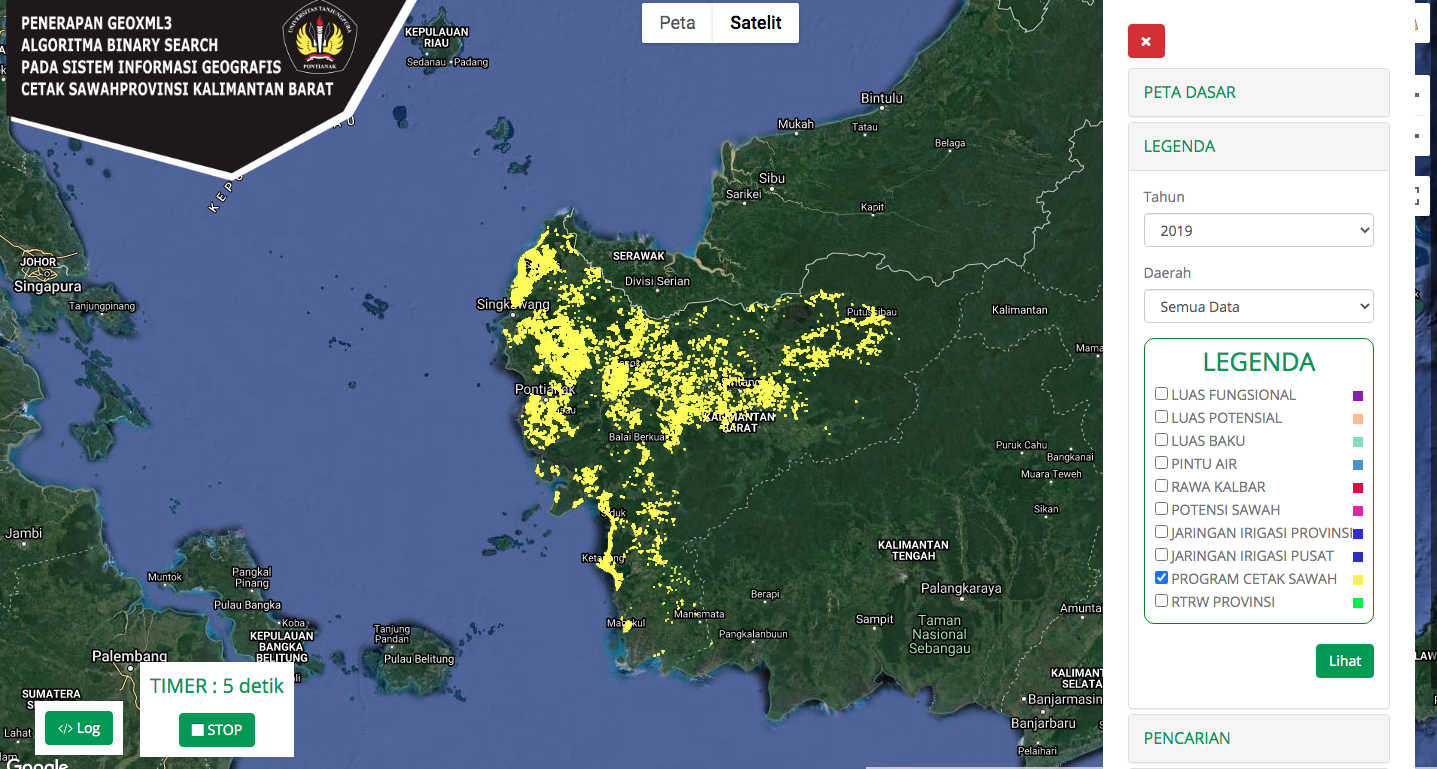 PENERAPAN GEOXML3
ALGORITMA BINARY SEARCH
PADA SISTEM INFORMASI GEOGRAFIS
CETAK SAWAHPROVINSI KALIMANTAN BARAT
UNIVERSITAS TANJUNGPURA
PONTIANAK
Peta
Satelit
KEPULAUAN
RIAU
Sedanau
Padang
Bintulu
Mukah
Tatau
Belaga
Sibu
Sarikei
Kapit
SERAWAK
Divisi Serian
JOHOR
Singapura
Tanjungpinang
Singkawang
Putussibau
Kalimantan
Pontianak
KALIMANTAN
BARAT
Balai Berkuak
Puruk Cahu
Bangkanai
Muara Teweh
Sikan
Jambi
KALIMANTAN
TENGAH
Muntok
Pangkal
Pinang
Pulau Bangka
Koba
KEPULAUAN
BANGKA
BELITUNG
Tanjung
Pandan
Pulau Belitung
Berapi
Manismata
Pangkalanbuun
Palangkaraya
Sampit
Taman
Nasional
Sebangau
Palembang
SUMATERA
Lahat
Banjarmasin
Banjarbaru
Pelaihari
Google
TIMER : 5 detik
STOP
</> Log
PETA DASAR
LEGENDA
Tahun
2019
Daerah
Semua Data
LEGENDA
LUAS FUNGSIONAL
LUAS POTENSIAL
LUAS BAKU
PINTU AIR
RAWA KALBAR
POTENSI SAWAH
JARINGAN IRIGASI PROVINSI
JARINGAN IRIGASI PUSAT
PROGRAM CETAK SAWAH
RTRW PROVINSI
Lihat
PENCARIAN